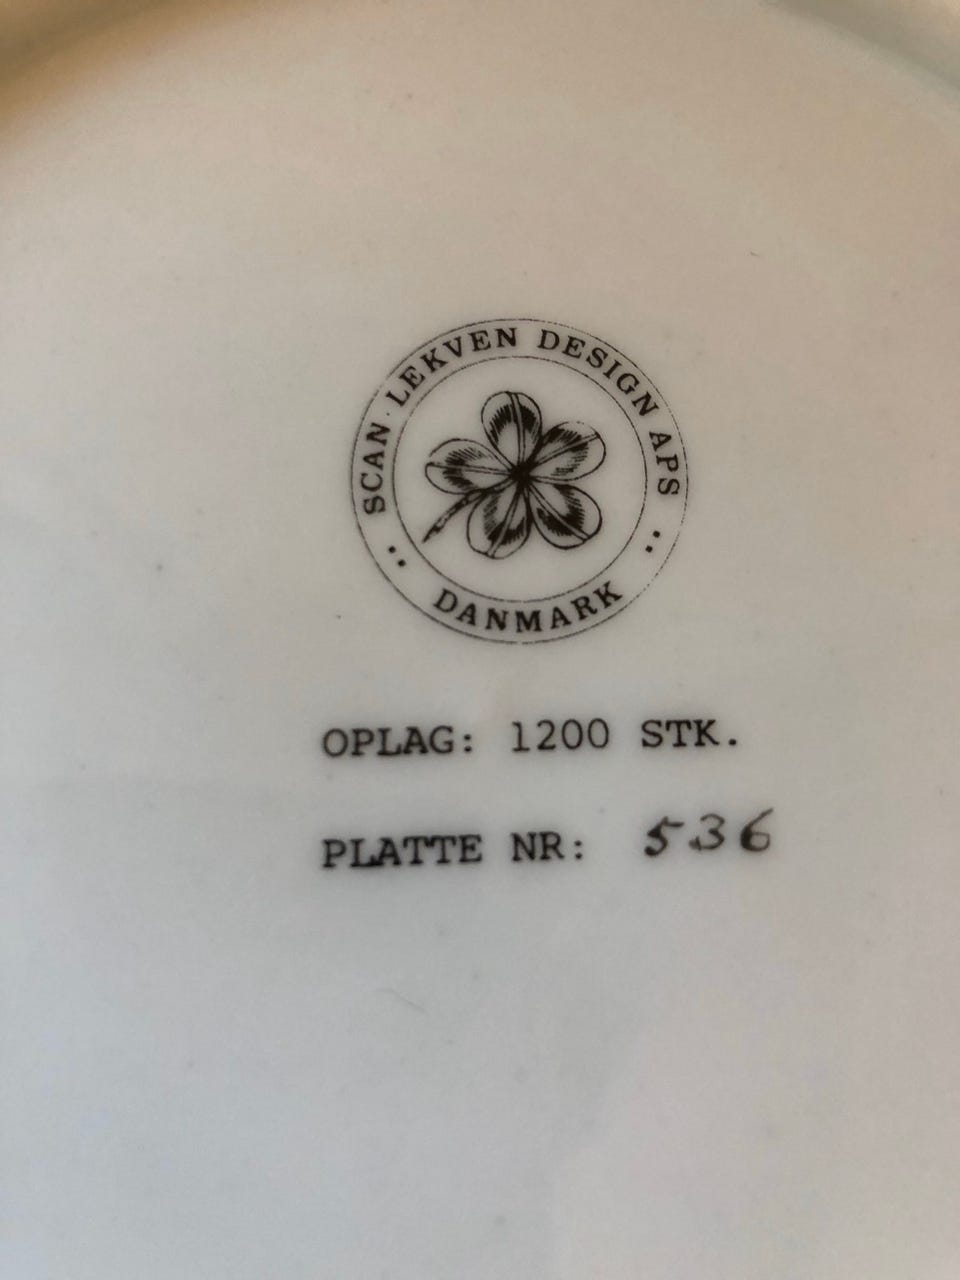 SCAN · LEKVEN DESIGN APS
·· DANMARK ··
OPLAG: 1200 STK.
PLATTE NR: 536